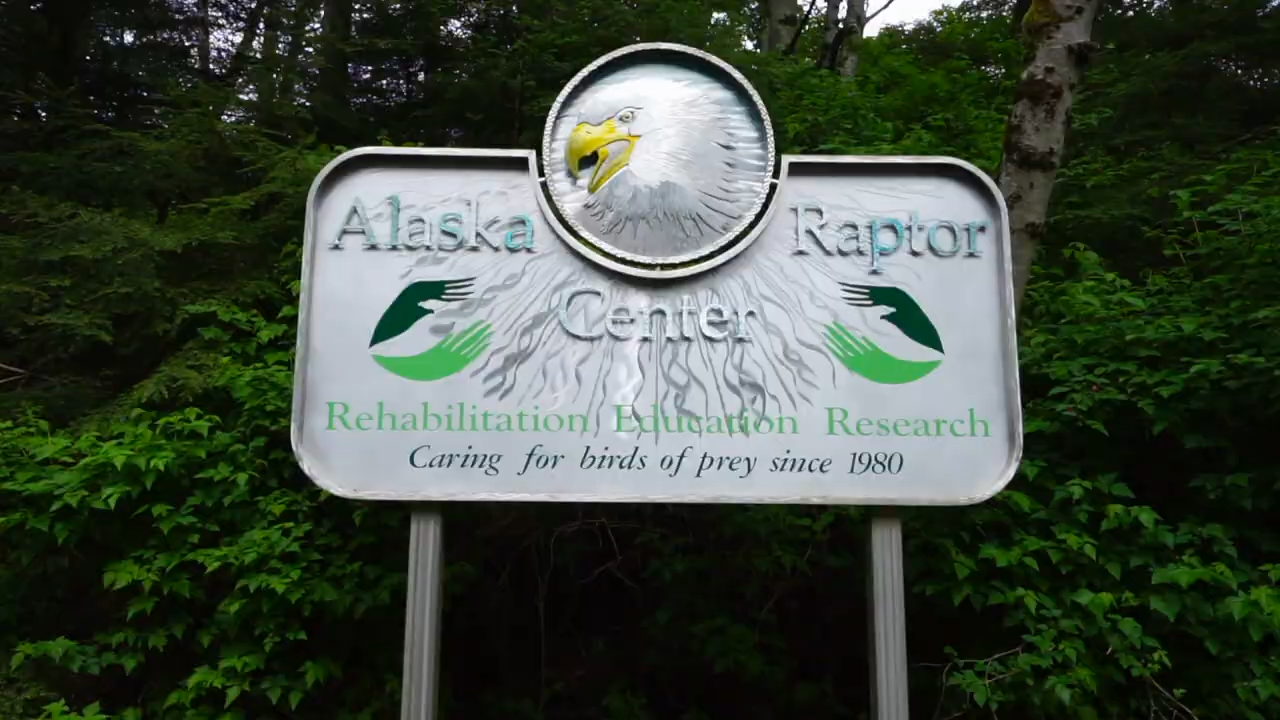 Alaska Raptor
Center
Rehabilitation Education Research
Caring for birds of prey since 1980